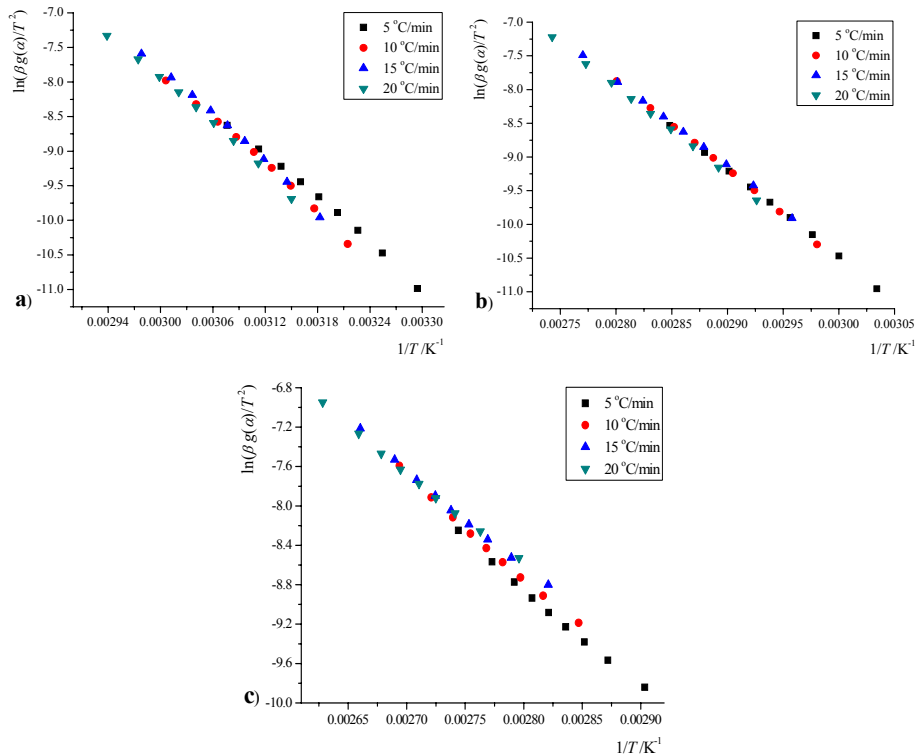 -7.0
-7.5
-8.0
-8.5
-9.0
-9.5
-10.0
-10.5
-11.0
ln(βg(α)/T²)
5 °C/min
10 °C/min
15 °C/min
20 °C/min
a)
0.00294 0.00300 0.00306 0.00312 0.00318 0.00324 0.00330
1/T /K⁻¹
-7.0
-7.5
-8.0
-8.5
-9.0
-9.5
-10.0
-10.5
-11.0
ln(βg(α)/T²)
5 °C/min
10 °C/min
15 °C/min
20 °C/min
b)
0.00275 0.00280 0.00285 0.00290 0.00295 0.00300 0.00305
1/T /K⁻¹
-6.8
-7.2
-7.6
-8.0
-8.4
-8.8
-9.2
-9.6
-10.0
ln(βg(α)/T²)
5 °C/min
10 °C/min
15 °C/min
20 °C/min
c)
0.00265 0.00270 0.00275 0.00280 0.00285 0.00290
1/T /K⁻¹